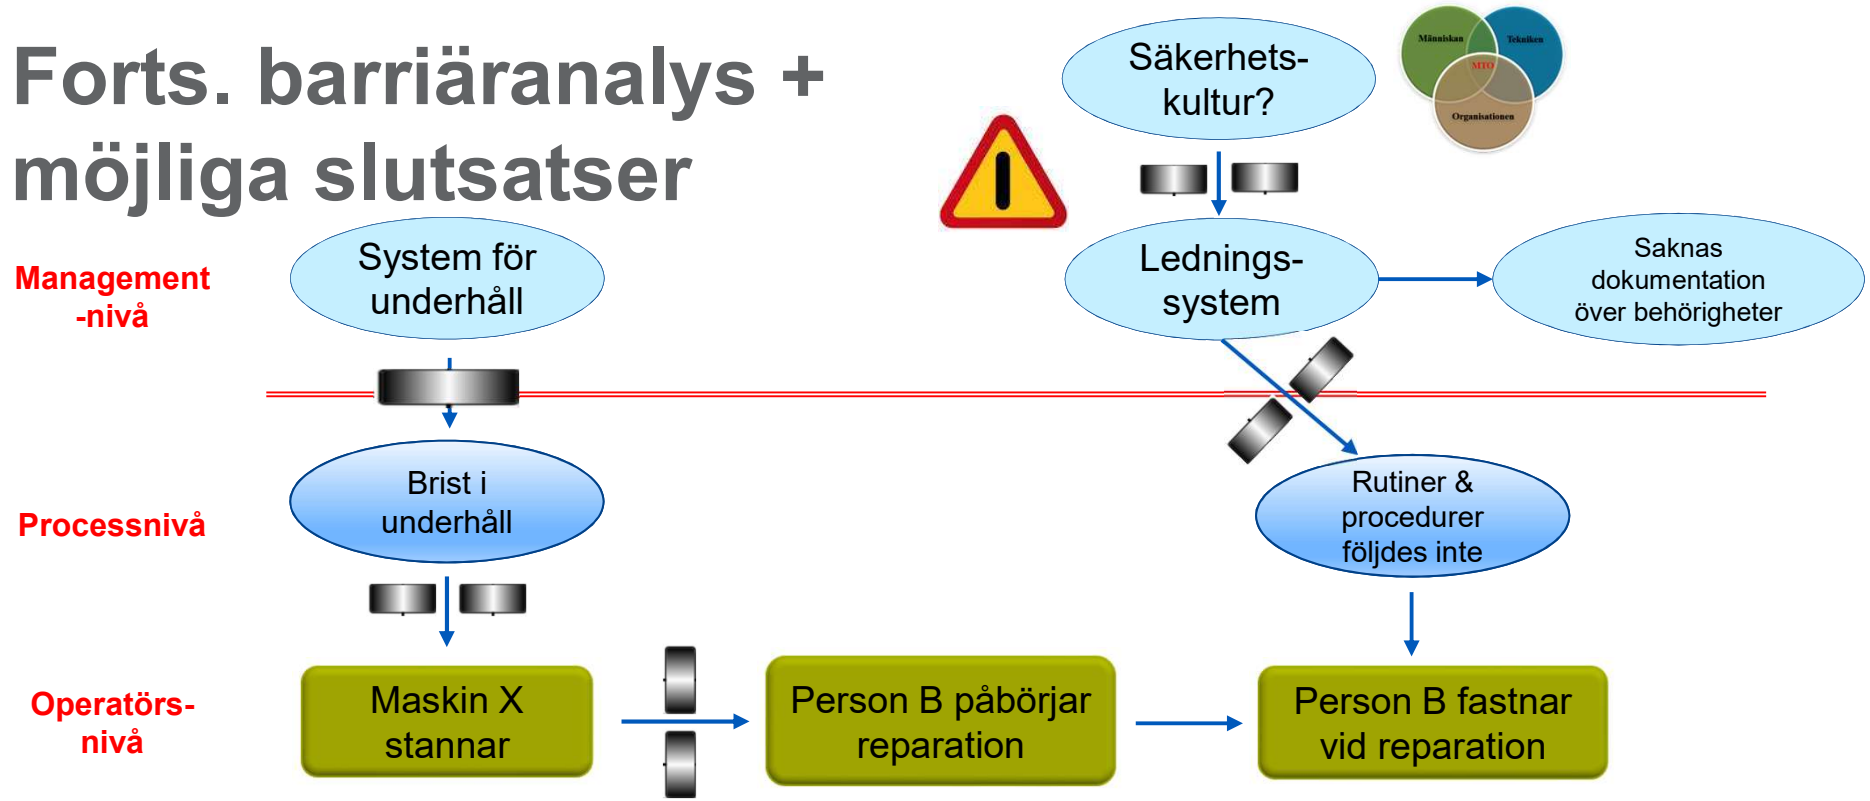 Forts. barriäranalys +
möjliga slutsatser
Säkerhets-
kultur?
Människan
Tekniken
MTO
Organisationen
Management
-nivå
System för
underhåll
Lednings-
system
Saknas
dokumentation
över behörigheter
Processnivå
Brist i
underhåll
Rutiner &
procedurer
följdes inte
Operatörs-
nivå
Maskin X
stannar
Person B påbörjar
reparation
Person B fastnar
vid reparation